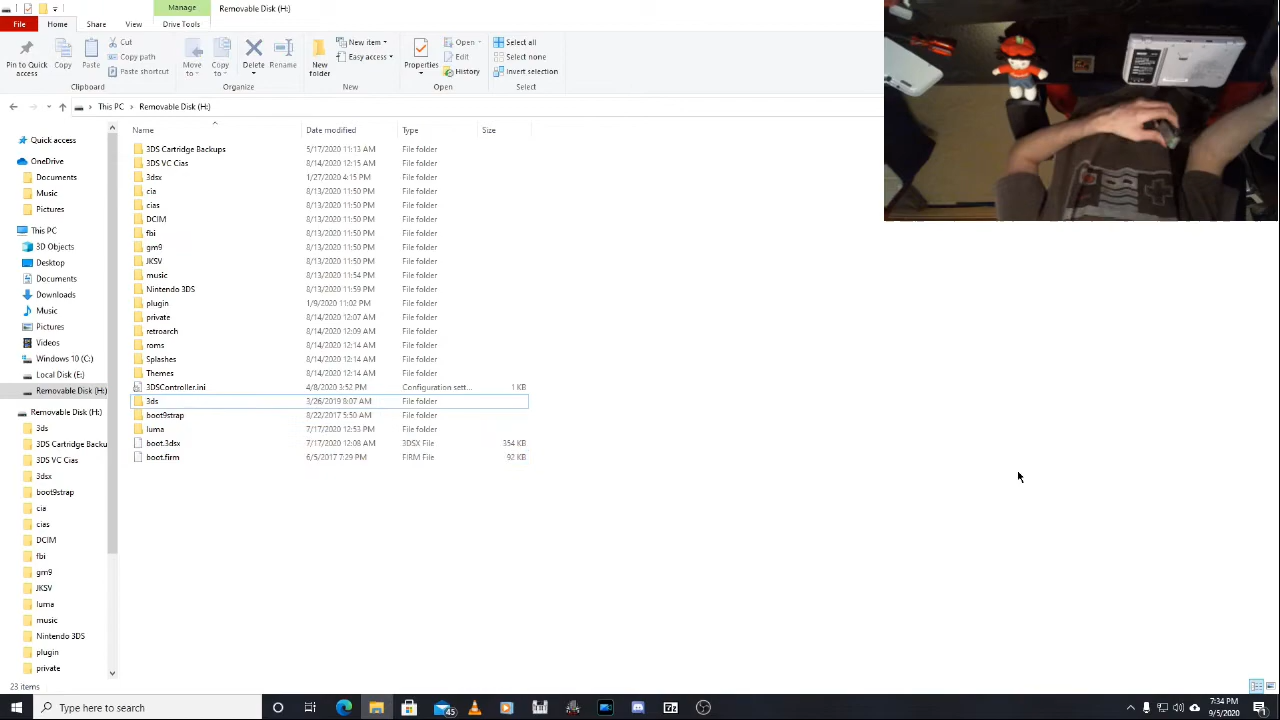 Manage
Removable Disk (H:)
File
Home
Share
View
Drive Tools
Pin to Quick access
Copy
Paste
Cut
Copy path
Paste shortcut
Clipboard
Move to
Copy to
Delete
Rename
Organize
New folder
New item
Easy access
New
Properties
Open
Edit
History
Open
Select all
Select none
Invert selection
Select
This PC > Removable Disk (H:)
Name Date modified Type Size
3DS Cartridge Backups 5/17/2020 11:13 AM File folder
3DS VC Cias 8/14/2020 12:15 AM File folder
3dsx 1/27/2020 4:15 PM File folder
cia 8/13/2020 11:50 PM File folder
cias 8/13/2020 11:50 PM File folder
DCIM 8/13/2020 11:50 PM File folder
fbi 8/13/2020 11:50 PM File folder
gm9 8/13/2020 11:50 PM File folder
JKSV 8/13/2020 11:50 PM File folder
music 8/13/2020 11:54 PM File folder
Nintendo 3DS 8/13/2020 11:59 PM File folder
plugin 1/9/2020 11:02 PM File folder
private 8/14/2020 12:07 AM File folder
retroarch 8/14/2020 12:09 AM File folder
roms 8/14/2020 12:14 AM File folder
Splashes 8/14/2020 12:14 AM File folder
Themes 8/14/2020 12:14 AM File folder
3DSController.ini 4/8/2020 3:52 PM Configuration sett... 1 KB
3ds 3/26/2019 8:07 AM File folder
boot9strap 8/22/2017 5:50 AM File folder
luma 7/17/2020 12:53 PM File folder
boot.3dsx 7/17/2020 12:08 AM 3DSX File 354 KB
boot.firm 6/5/2017 7:29 PM FIRM File 92 KB
Quick access
OneDrive
Documents
Music
Pictures
This PC
3D Objects
Desktop
Documents
Downloads
Music
Pictures
Videos
Windows 10 (C:)
Local Disk (E:)
Removable Disk (H:)
Removable Disk (H:)
3ds
3DS Cartridge Backu
3DS VC Cias
3dsx
boot9strap
cia
cias
DCIM
fbi
gm9
JKSV
luma
music
Nintendo 3DS
plugin
private
23 items
Type here to search
45
7:34 PM
9/5/2020
1